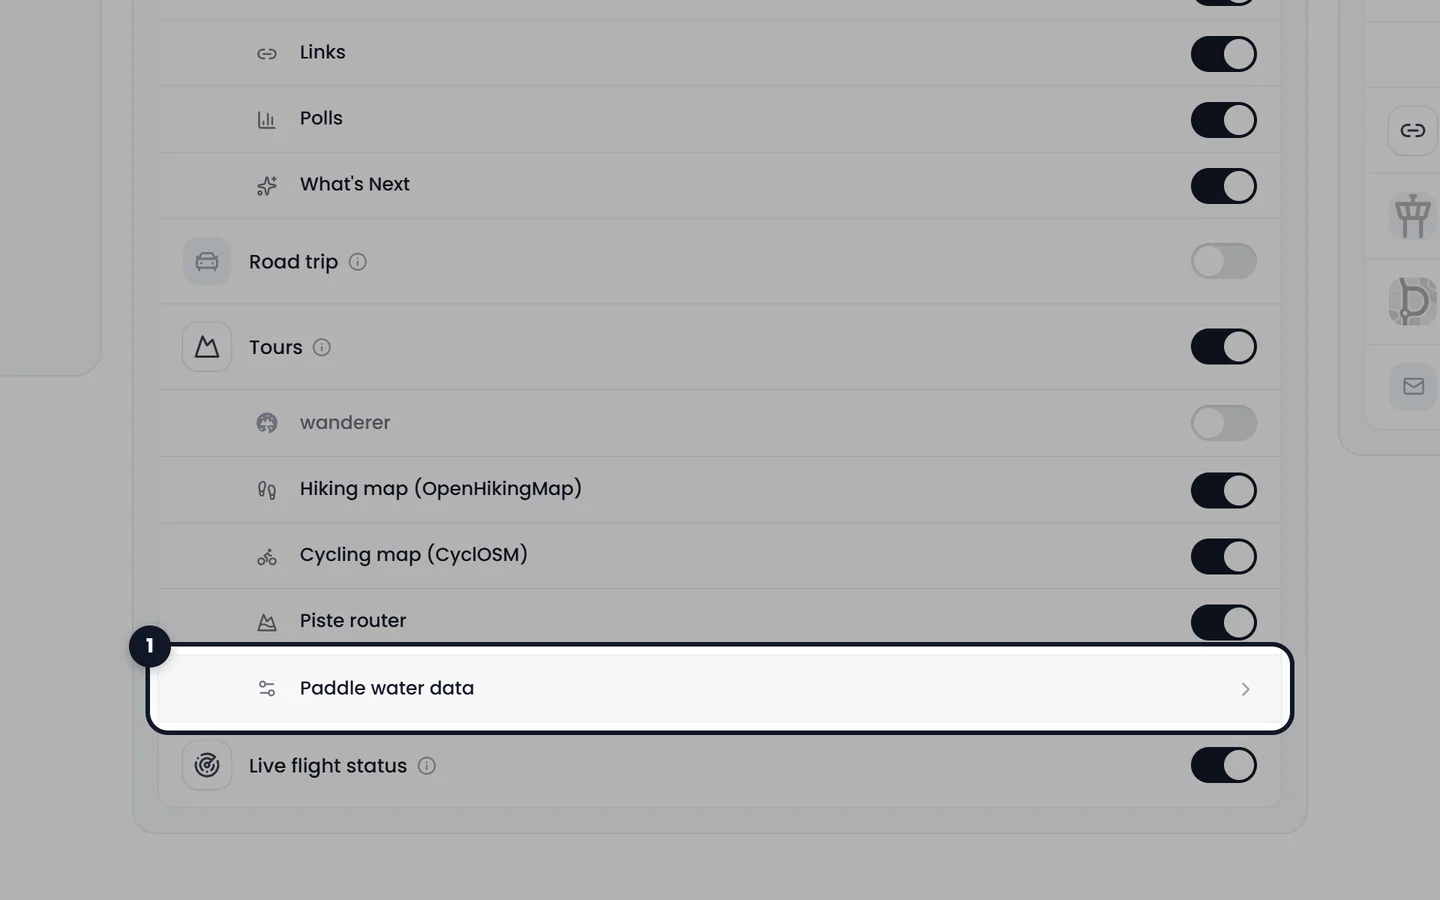 Links
Polls
What's Next
Road trip
Tours
wanderer
Hiking map (OpenHikingMap)
Cycling map (CyclOSM)
Piste router
1
Paddle water data
Live flight status